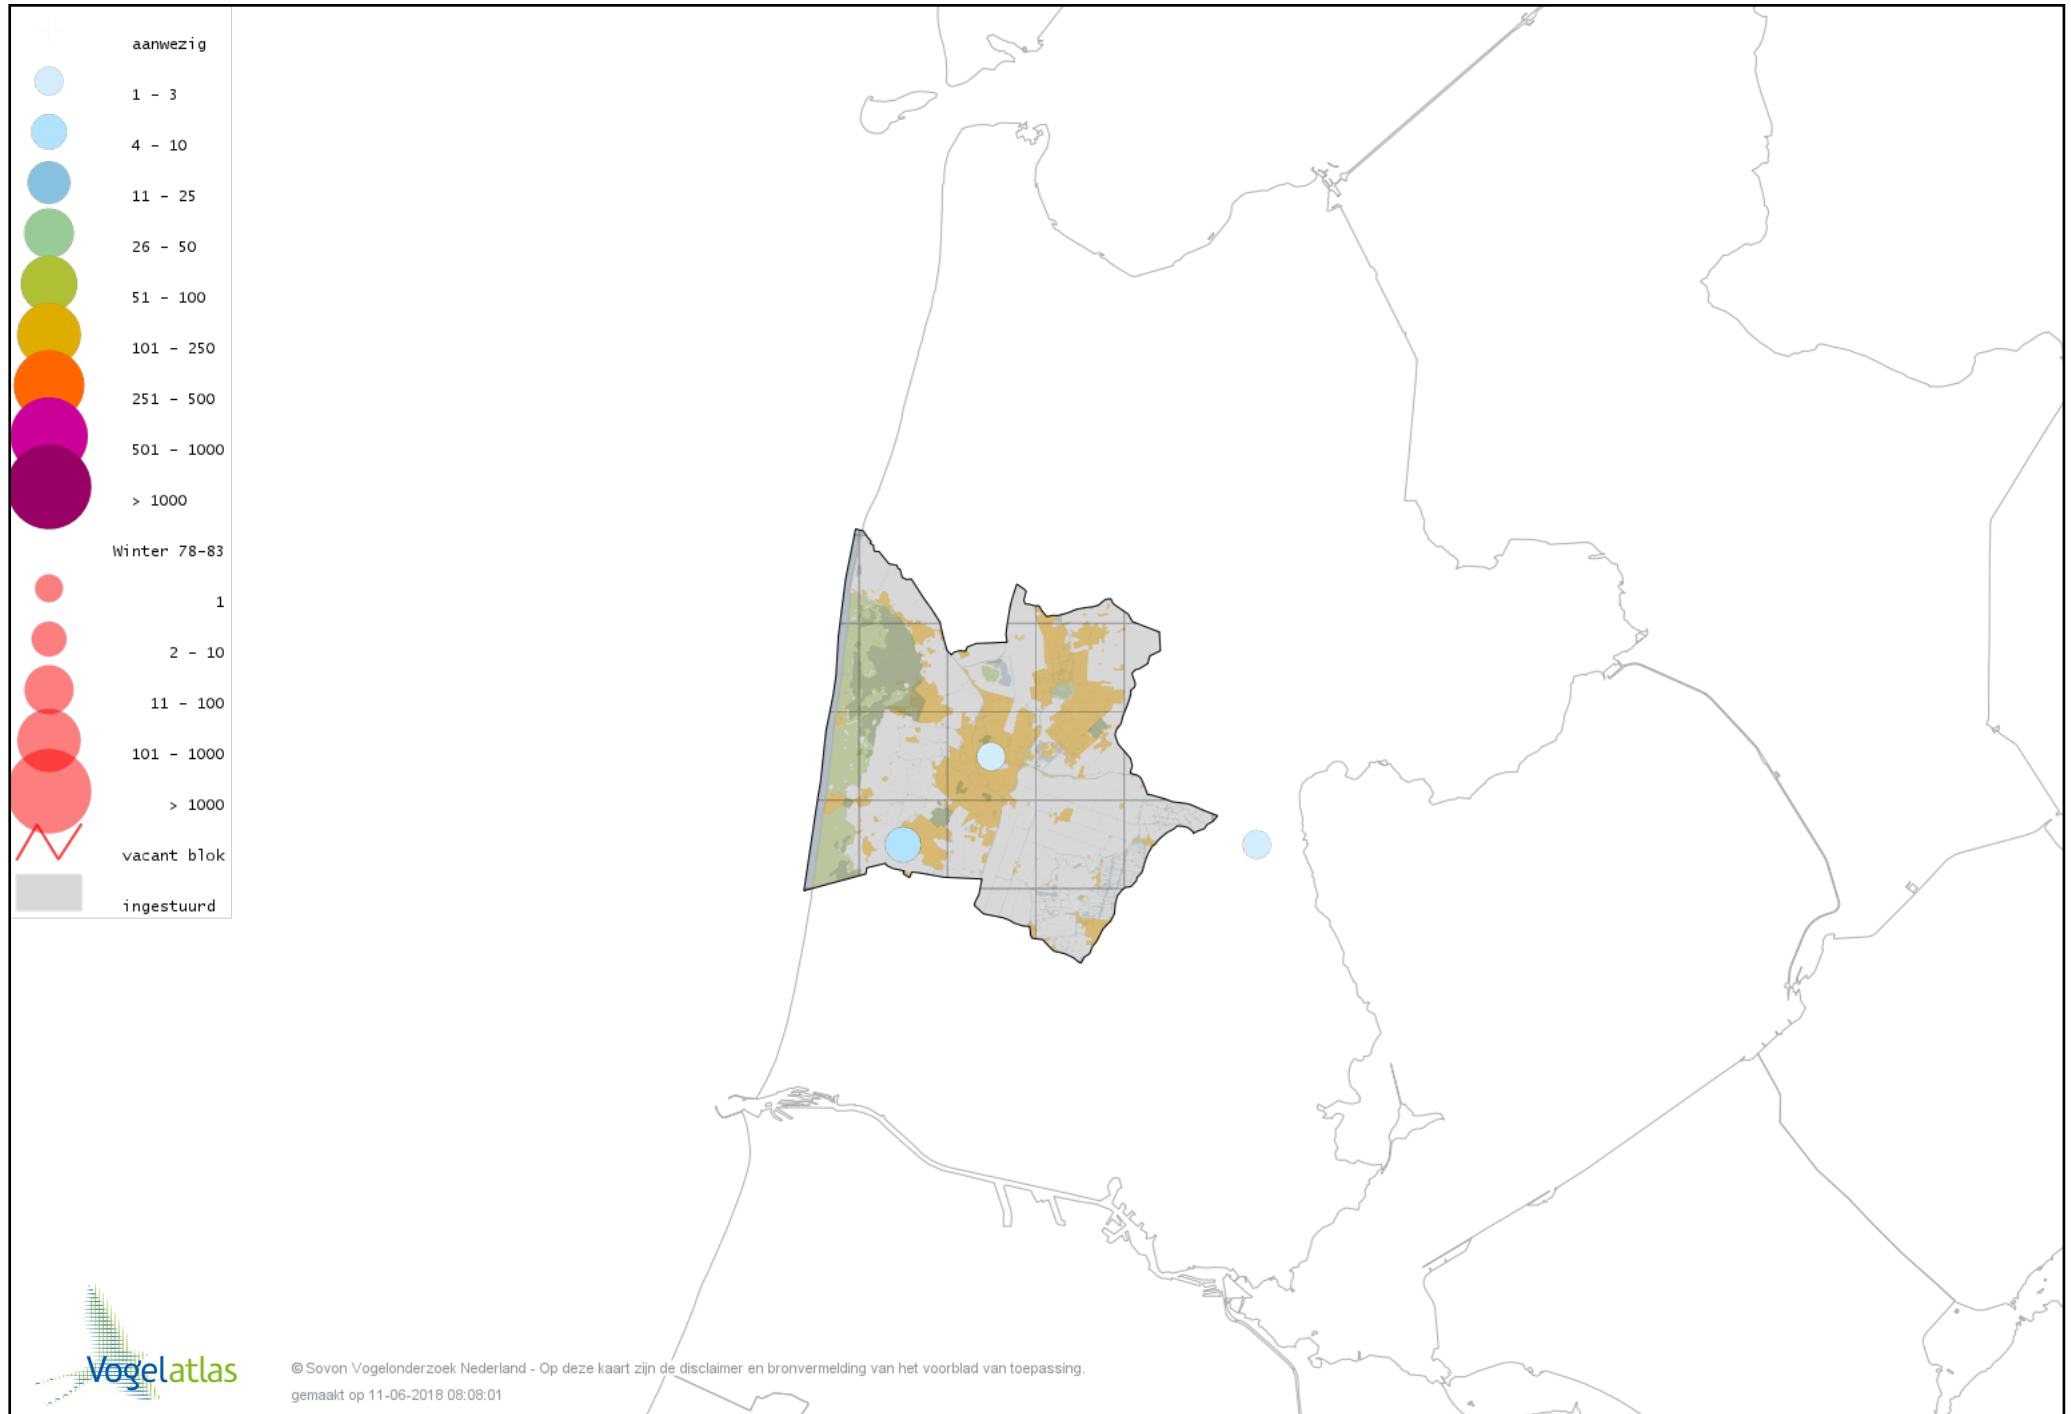 aanwezig
1 - 3
4 - 10
11 - 25
26 - 50
51 - 100
101 - 250
251 - 500
501 - 1000
> 1000
Winter 78-83
1
2 - 10
11 - 100
101 - 1000
> 1000
vacant blok
ingestuurd
Vogelatlas
© Sovon Vogelonderzoek Nederland - Op deze kaart zijn de disclaimer en bronvermelding van het voorblad van toepassing.
gemaakt op 11-06-2018 08:08:01